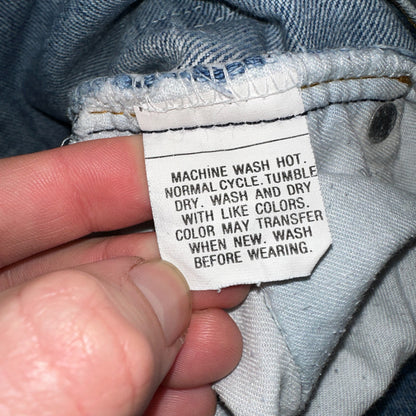 MACHINE WASH HOT.
NORMAL CYCLE. TUMBLE
DRY. WASH AND DRY
WITH LIKE COLORS.
COLOR MAY TRANSFER
WHEN NEW. WASH
BEFORE WEARING.